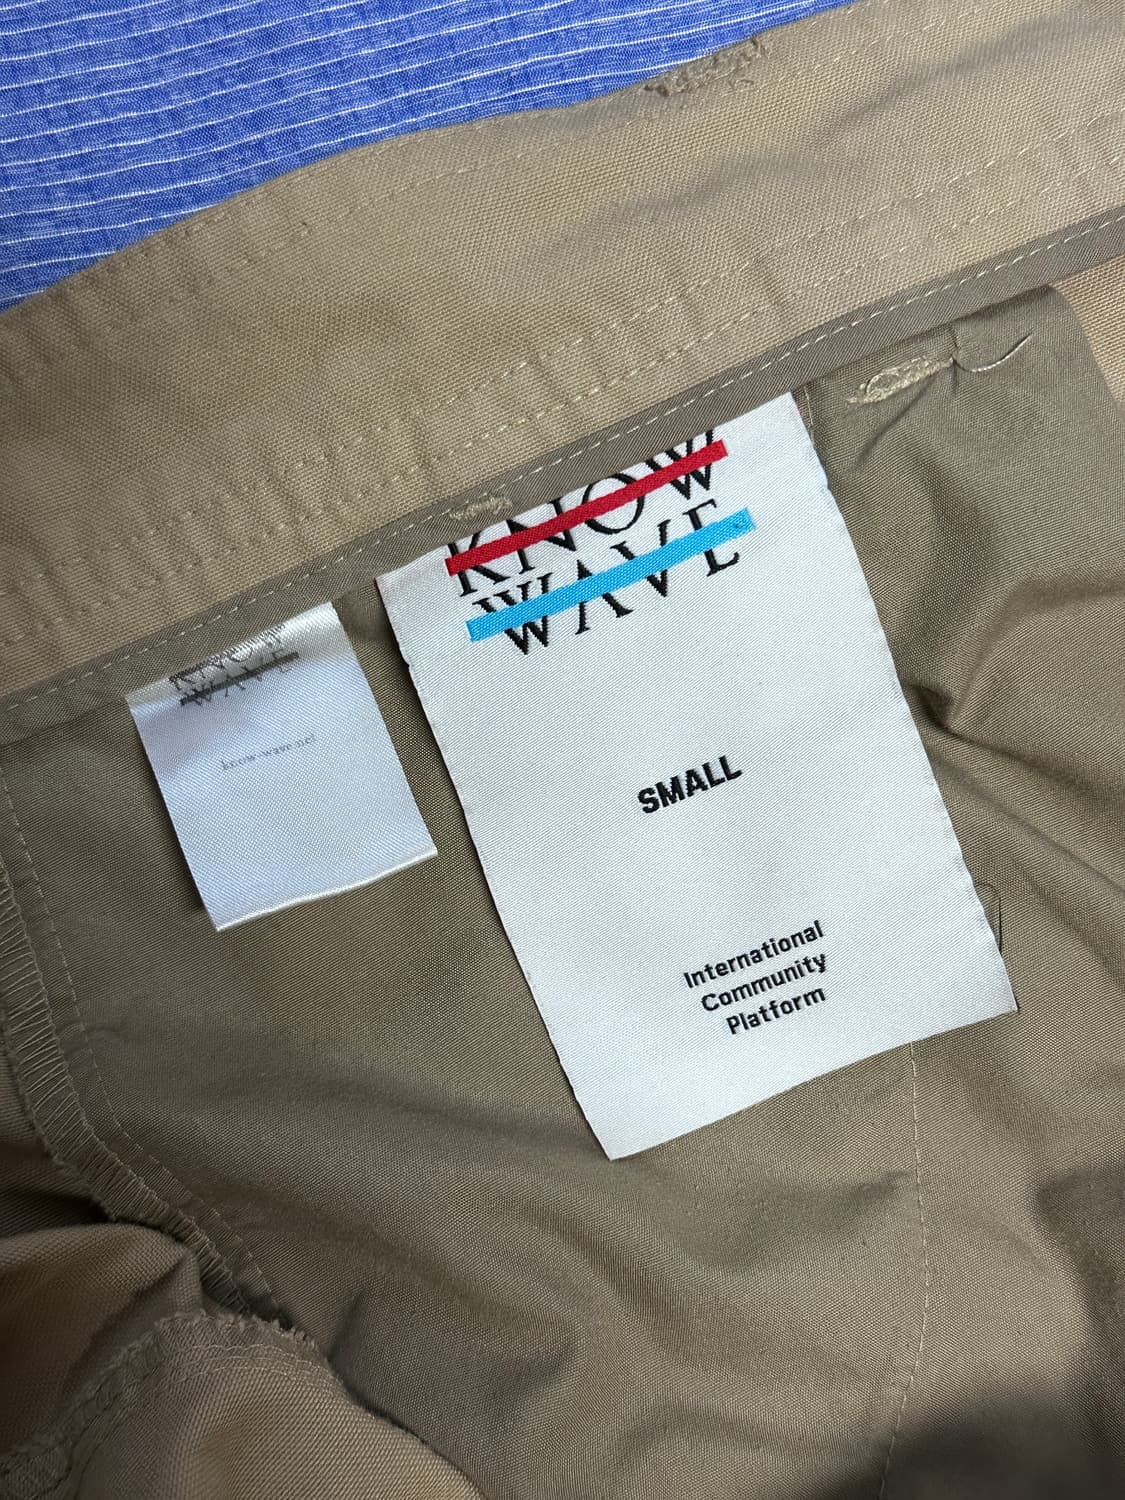 KNOW
WAVE
SMALL
International
Community
Platform
KNOW
WAVE
know-wave.net